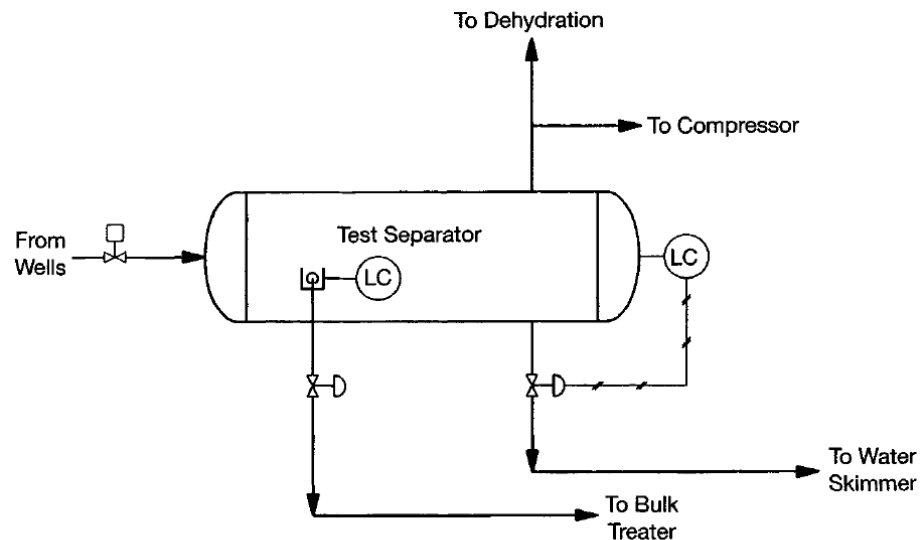 To Dehydration
To Compressor
From
Wells
Test Separator
LC
LC
To Water
Skimmer
To Bulk
Treater